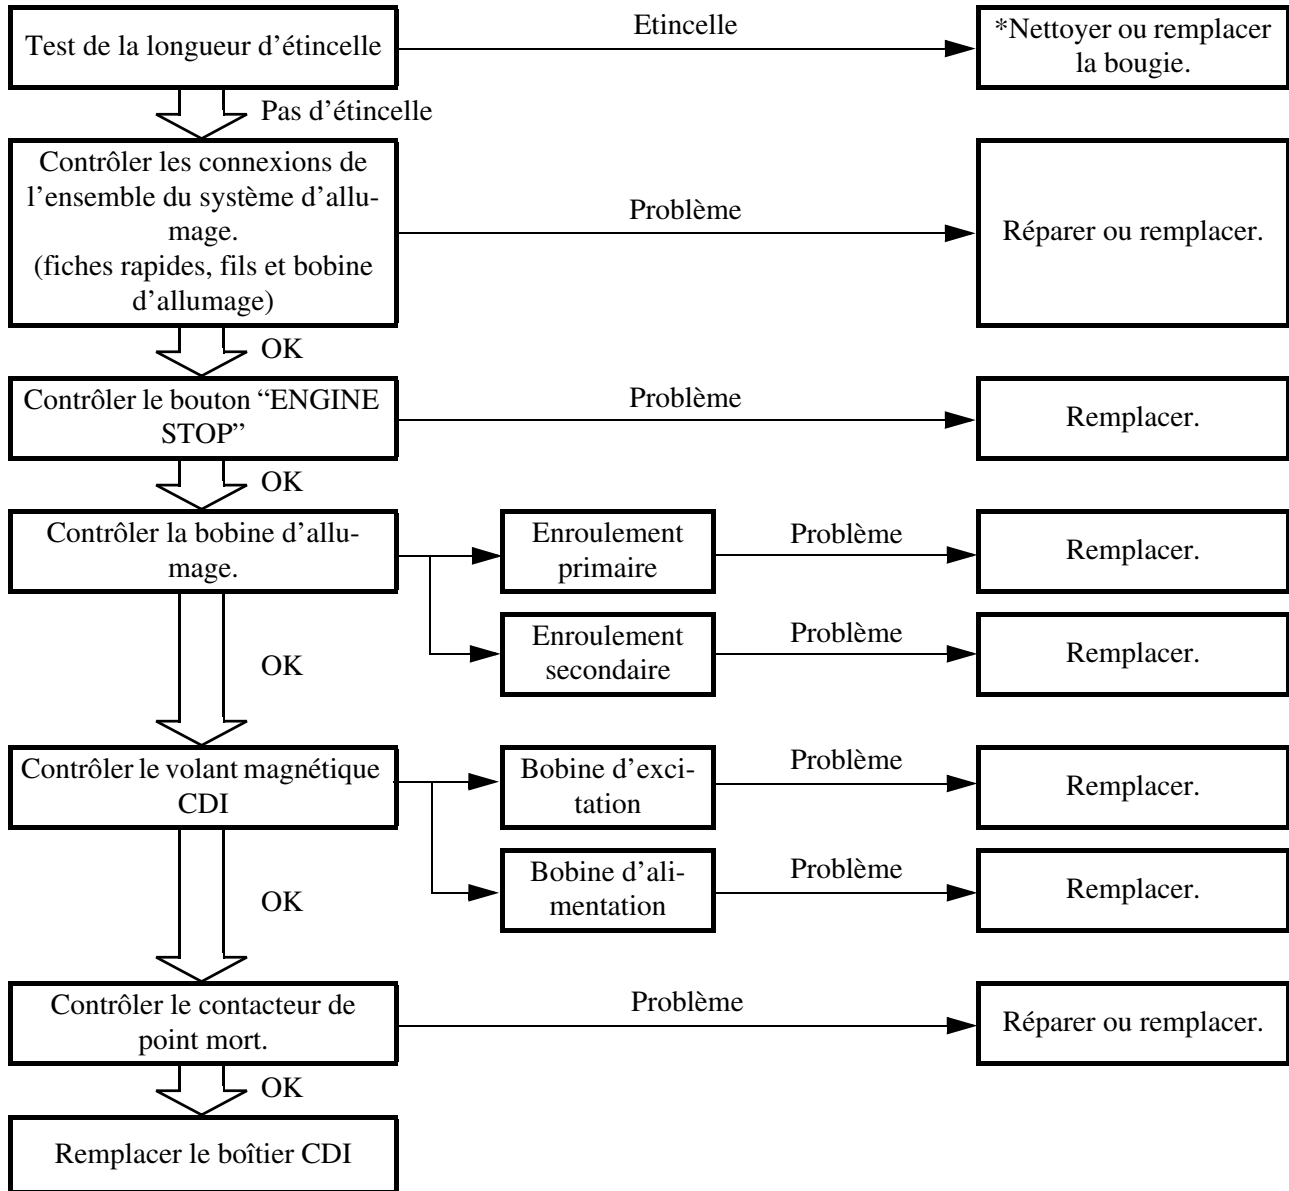 Test de la longueur d’étincelle
Etincelle
*Nettoyer ou remplacer
la bougie.
Pas d’étincelle
Contrôler les connexions de
l’ensemble du système d’allu-
mage.
(fiches rapides, fils et bobine
d’allumage)
Problème
Réparer ou remplacer.
OK
Contrôler le bouton “ENGINE
STOP”
Problème
Remplacer.
OK
Contrôler la bobine d’allu-
mage.
Enroulement
primaire
Problème
Remplacer.
Enroulement
secondaire
Problème
Remplacer.
OK
Contrôler le volant magnétique
CDI
Bobine d’exci-
tation
Problème
Remplacer.
Bobine d’ali-
mentation
Problème
Remplacer.
OK
Contrôler le contacteur de
point mort.
Problème
Réparer ou remplacer.
OK
Remplacer le boîtier CDI